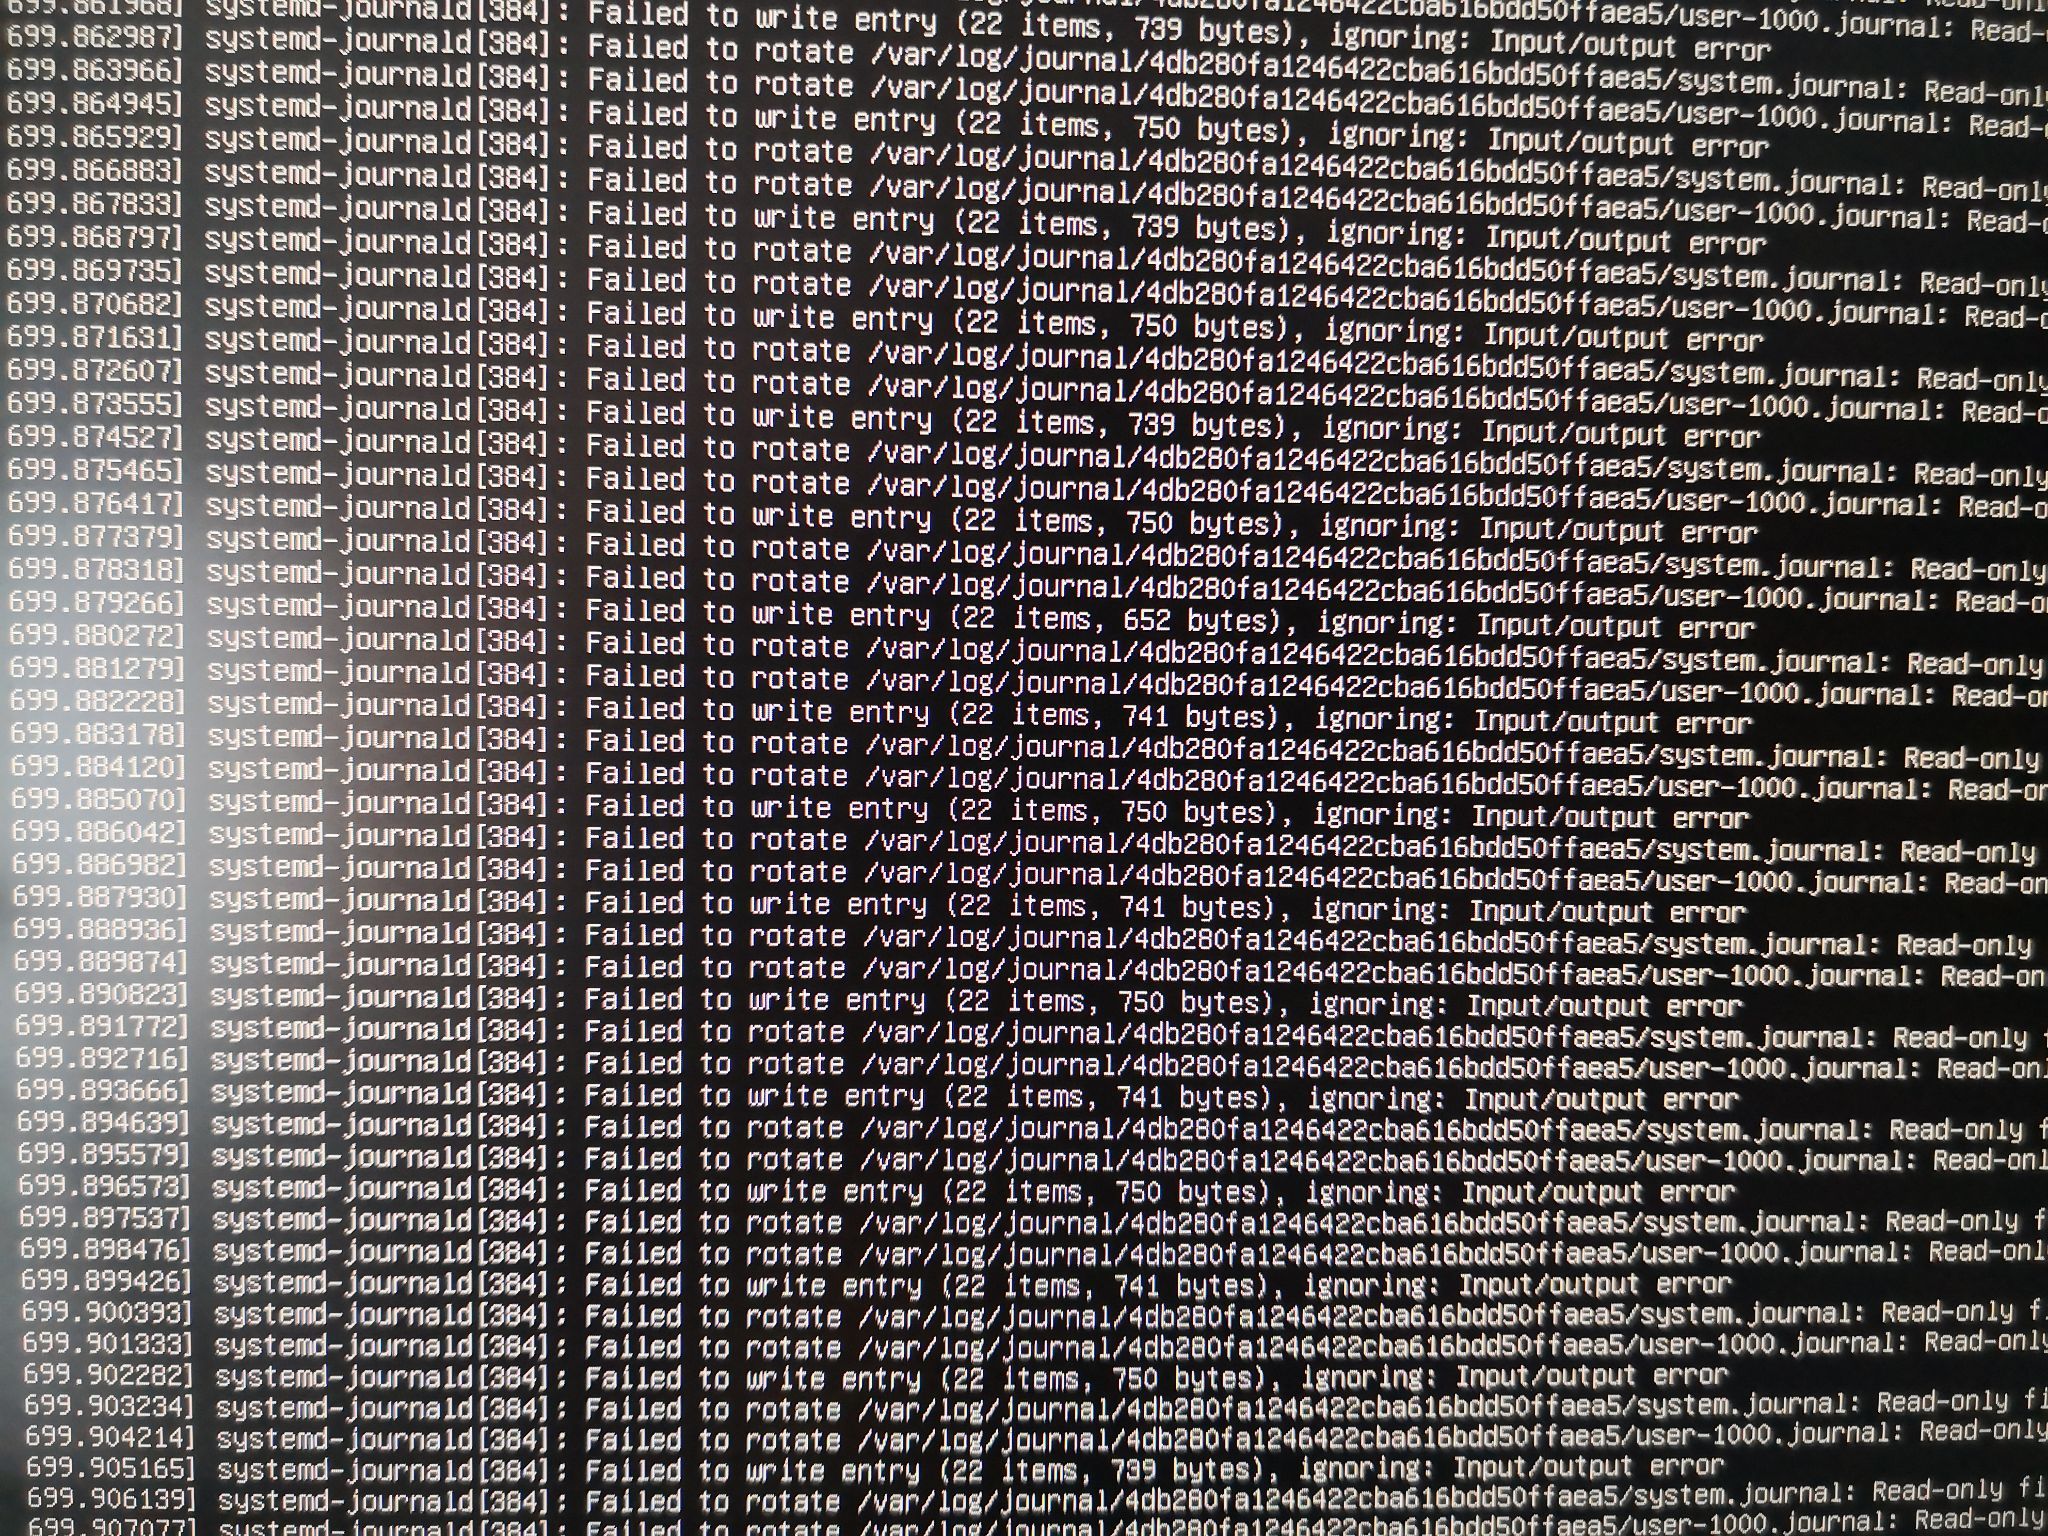 /journal/4db280fa1246422cba616bdd50ffaea5/user-1000.journal: Read-
699.861968] systemd-journald[384]: Failed to write entry (22 items, 739 bytes), ignoring: Input/output error
699.862987] systemd-journald[384]: Failed to rotate /var/log/journal/4db280fa1246422cba616bdd50ffaea5/system.journal: Read-onl
699.863966] systemd-journald[384]: Failed to rotate /var/log/journal/4db280fa1246422cba616bdd50ffaea5/user-1000.journal: Read-
699.864945] systemd-journald[384]: Failed to write entry (22 items, 750 bytes), ignoring: Input/output error
699.865929] systemd-journald[384]: Failed to rotate /var/log/journal/4db280fa1246422cba616bdd50ffaea5/system.journal: Read-only
699.866883] systemd-journald[384]: Failed to rotate /var/log/journal/4db280fa1246422cba616bdd50ffaea5/user-1000.journal: Read-
699.867833] systemd-journald[384]: Failed to write entry (22 items, 739 bytes), ignoring: Input/output error
699.868797] systemd-journald[384]: Failed to rotate /var/log/journal/4db280fa1246422cba616bdd50ffaea5/system.journal: Read-only
699.869735] systemd-journald[384]: Failed to rotate /var/log/journal/4db280fa1246422cba616bdd50ffaea5/user-1000.journal: Read-o
699.870682] systemd-journald[384]: Failed to write entry (22 items, 750 bytes), ignoring: Input/output error
699.871631] systemd-journald[384]: Failed to rotate /var/log/journal/4db280fa1246422cba616bdd50ffaea5/system.journal: Read-only
699.872607] systemd-journald[384]: Failed to rotate /var/log/journal/4db280fa1246422cba616bdd50ffaea5/user-1000.journal: Read-o
699.873555] systemd-journald[384]: Failed to write entry (22 items, 739 bytes), ignoring: Input/output error
699.874527] systemd-journald[384]: Failed to rotate /var/log/journal/4db280fa1246422cba616bdd50ffaea5/system.journal: Read-only
699.875465] systemd-journald[384]: Failed to rotate /var/log/journal/4db280fa1246422cba616bdd50ffaea5/user-1000.journal: Read-o
699.876417] systemd-journald[384]: Failed to write entry (22 items, 750 bytes), ignoring: Input/output error
699.877379] systemd-journald[384]: Failed to rotate /var/log/journal/4db280fa1246422cba616bdd50ffaea5/system.journal: Read-only
699.878318] systemd-journald[384]: Failed to rotate /var/log/journal/4db280fa1246422cba616bdd50ffaea5/user-1000.journal: Read-o
699.879266] systemd-journald[384]: Failed to write entry (22 items, 652 bytes), ignoring: Input/output error
699.880272] systemd-journald[384]: Failed to rotate /var/log/journal/4db280fa1246422cba616bdd50ffaea5/system.journal: Read-only
699.881279] systemd-journald[384]: Failed to rotate /var/log/journal/4db280fa1246422cba616bdd50ffaea5/user-1000.journal: Read-on
699.882228] systemd-journald[384]: Failed to write entry (22 items, 741 bytes), ignoring: Input/output error
699.883178] systemd-journald[384]: Failed to rotate /var/log/journal/4db280fa1246422cba616bdd50ffaea5/system.journal: Read-only
699.884120] systemd-journald[384]: Failed to rotate /var/log/journal/4db280fa1246422cba616bdd50ffaea5/user-1000.journal: Read-on
699.885070] systemd-journald[384]: Failed to write entry (22 items, 750 bytes), ignoring: Input/output error
699.886042] systemd-journald[384]: Failed to rotate /var/log/journal/4db280fa1246422cba616bdd50ffaea5/system.journal: Read-only
699.886982] systemd-journald[384]: Failed to rotate /var/log/journal/4db280fa1246422cba616bdd50ffaea5/user-1000.journal: Read-on
699.887930] systemd-journald[384]: Failed to write entry (22 items, 741 bytes), ignoring: Input/output error
699.888936] systemd-journald[384]: Failed to rotate /var/log/journal/4db280fa1246422cba616bdd50ffaea5/system.journal: Read-only
699.889874] systemd-journald[384]: Failed to rotate /var/log/journal/4db280fa1246422cba616bdd50ffaea5/user-1000.journal: Read-on
699.890823] systemd-journald[384]: Failed to write entry (22 items, 750 bytes), ignoring: Input/output error
699.891772] systemd-journald[384]: Failed to rotate /var/log/journal/4db280fa1246422cba616bdd50ffaea5/system.journal: Read-only f
699.892716] systemd-journald[384]: Failed to rotate /var/log/journal/4db280fa1246422cba616bdd50ffaea5/user-1000.journal: Read-onl
699.893666] systemd-journald[384]: Failed to write entry (22 items, 741 bytes), ignoring: Input/output error
699.894639] systemd-journald[384]: Failed to rotate /var/log/journal/4db280fa1246422cba616bdd50ffaea5/system.journal: Read-only f
699.895579] systemd-journald[384]: Failed to rotate /var/log/journal/4db280fa1246422cba616bdd50ffaea5/user-1000.journal: Read-onl
699.896573] systemd-journald[384]: Failed to write entry (22 items, 750 bytes), ignoring: Input/output error
699.897537] systemd-journald[384]: Failed to rotate /var/log/journal/4db280fa1246422cba616bdd50ffaea5/system.journal: Read-only f
699.898476] systemd-journald[384]: Failed to rotate /var/log/journal/4db280fa1246422cba616bdd50ffaea5/user-1000.journal: Read-onl
699.899426] systemd-journald[384]: Failed to write entry (22 items, 741 bytes), ignoring: Input/output error
699.900393] systemd-journald[384]: Failed to rotate /var/log/journal/4db280fa1246422cba616bdd50ffaea5/system.journal: Read-only f
699.901333] systemd-journald[384]: Failed to rotate /var/log/journal/4db280fa1246422cba616bdd50ffaea5/user-1000.journal: Read-only
699.902282] systemd-journald[384]: Failed to write entry (22 items, 750 bytes), ignoring: Input/output error
699.903234] systemd-journald[384]: Failed to rotate /var/log/journal/4db280fa1246422cba616bdd50ffaea5/system.journal: Read-only fi
699.904214] systemd-journald[384]: Failed to rotate /var/log/journal/4db280fa1246422cba616bdd50ffaea5/user-1000.journal: Read-only
699.905165] systemd-journald[384]: Failed to write entry (22 items, 739 bytes), ignoring: Input/output error
699.906139] systemd-journald[384]: Failed to rotate /var/log/journal/4db280fa1246422cba616bdd50ffaea5/system.journal: Read-only fi
699.907077] systemd-journald[384]: Failed to rotate /var/log/journal/4db280fa1246422cba616bdd50ffaea5/user-1000.journal: Read-only